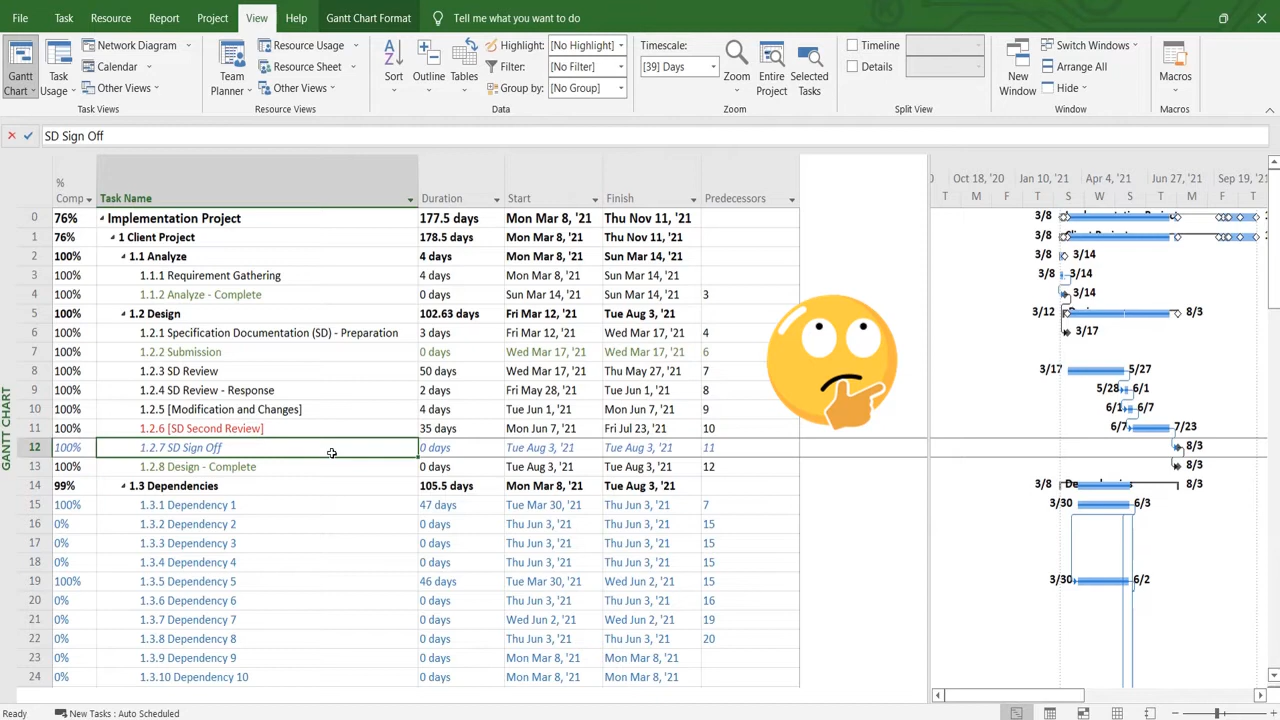 File Task Resource Project Report View Help Gantt Chart Format Tell me what you want to do
Gantt Chart
Task Usage
Network Diagram
Calendar
Other Views
Task Views
Team Planner
Resource Usage
Resource Sheet
Other Views
Resource Views
Sort
Outline
Tables
Highlight: [No Highlight]
Filter: [No Filter]
Group by: [No Group]
Data
Timescale:
[39] Days
Zoom
Entire Project
Selected Tasks
Zoom
Timeline
Details
Split View
New Window
Switch Windows
Arrange All
Hide
Window
Macros
Macros
SD Sign Off
GANTT CHART
% Comp Task Name Duration Start Finish Predecessors
0 76% Implementation Project 177.5 days Mon Mar 8, '21 Thu Nov 11, '21
1 76% 1 Client Project 178.5 days Mon Mar 8, '21 Thu Nov 11, '21
2 100% 1.1 Analyze 4 days Mon Mar 8, '21 Sun Mar 14, '21
3 100% 1.1.1 Requirement Gathering 4 days Mon Mar 8, '21 Sun Mar 14, '21
4 100% 1.1.2 Analyze - Complete 0 days Sun Mar 14, '21 Sun Mar 14, '21 3
5 100% 1.2 Design 102.63 days Fri Mar 12, '21 Tue Aug 3, '21
6 100% 1.2.1 Specification Documentation (SD) - Preparation 3 days Fri Mar 12, '21 Wed Mar 17, '21 4
7 100% 1.2.2 Submission 0 days Wed Mar 17, '21 Wed Mar 17, '21 6
8 100% 1.2.3 SD Review 50 days Wed Mar 17, '21 Thu May 27, '21 7
9 100% 1.2.4 SD Review - Response 2 days Fri May 28, '21 Tue Jun 1, '21 8
10 100% 1.2.5 [Modification and Changes] 4 days Tue Jun 1, '21 Mon Jun 7, '21 9
11 100% 1.2.6 [SD Second Review] 35 days Mon Jun 7, '21 Fri Jul 23, '21 10
12 100% 1.2.7 SD Sign Off 0 days Tue Aug 3, '21 Tue Aug 3, '21 11
13 100% 1.2.8 Design - Complete 0 days Tue Aug 3, '21 Tue Aug 3, '21 12
14 99% 1.3 Dependencies 105.5 days Mon Mar 8, '21 Tue Aug 3, '21
15 100% 1.3.1 Dependency 1 47 days Tue Mar 30, '21 Thu Jun 3, '21 7
16 0% 1.3.2 Dependency 2 0 days Thu Jun 3, '21 Thu Jun 3, '21 15
17 0% 1.3.3 Dependency 3 0 days Thu Jun 3, '21 Thu Jun 3, '21 15
18 0% 1.3.4 Dependency 4 0 days Thu Jun 3, '21 Thu Jun 3, '21 15
19 100% 1.3.5 Dependency 5 46 days Tue Mar 30, '21 Wed Jun 2, '21 15
20 0% 1.3.6 Dependency 6 0 days Thu Jun 3, '21 Thu Jun 3, '21 16
21 0% 1.3.7 Dependency 7 0 days Wed Jun 2, '21 Wed Jun 2, '21 19
22 0% 1.3.8 Dependency 8 0 days Thu Jun 3, '21 Thu Jun 3, '21 20
23 0% 1.3.9 Dependency 9 0 days Mon Mar 8, '21 Mon Mar 8, '21
24 0% 1.3.10 Dependency 10 0 days Mon Mar 8, '21 Mon Mar 8, '21
0 Oct 18, '20 Jan 10, '21 Apr 4, '21 Jun 27, '21 Sep 19, '21
T M F T S W S T M F T
3/8 Implementation 1
3/8 Client Project 1
3/14
3/8 3/14
3/14
3/12 8/3
3/17
3/17 5/27
5/28 6/1
6/1 6/7
6/7 7/23
8/3
8/3
3/8 8/3
3/30 6/3
3/30 6/2
Ready New Tasks : Auto Scheduled